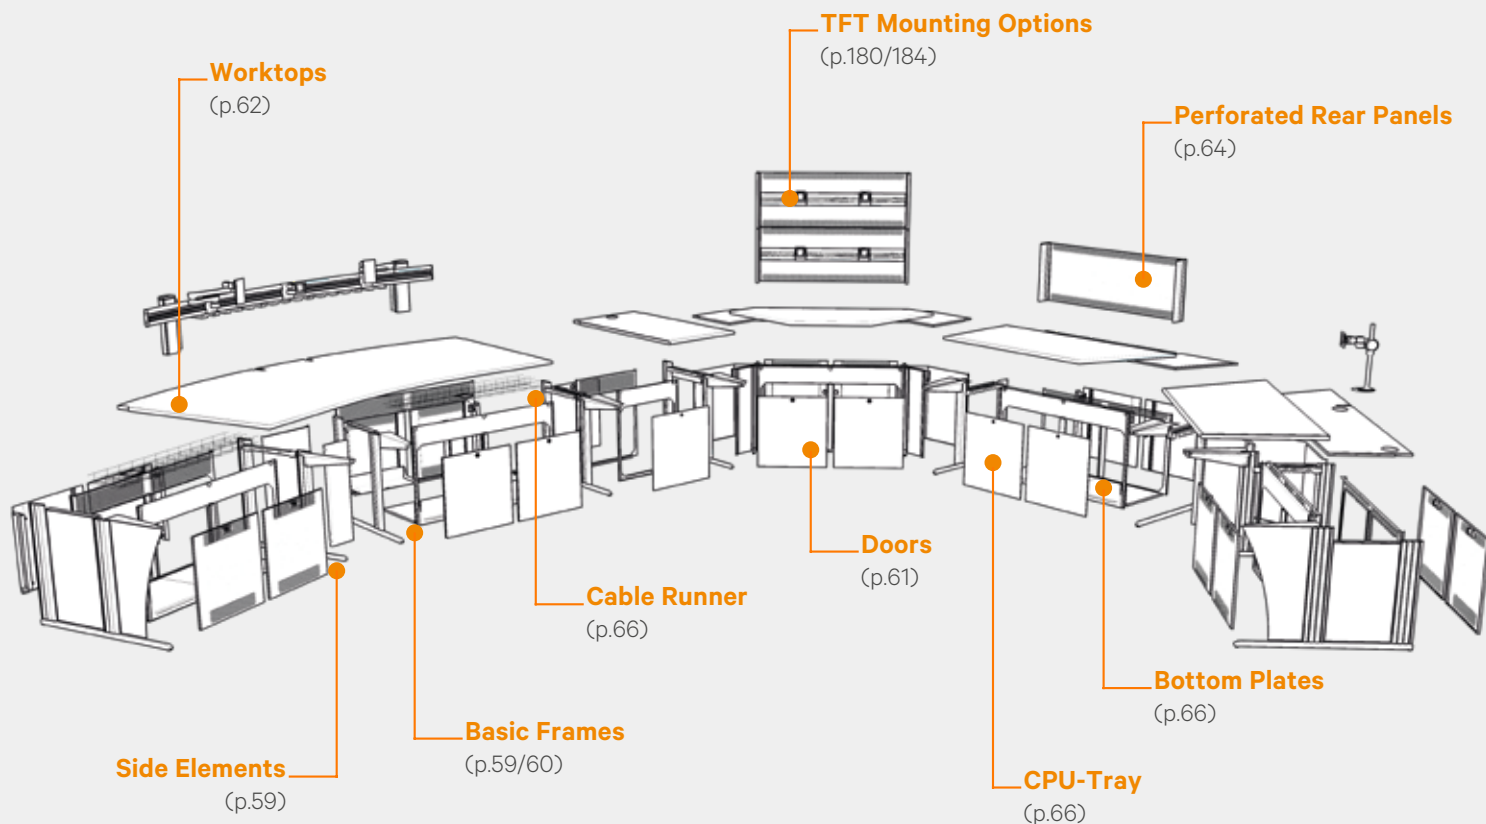 TFT Mounting Options
(p.180/184)
Worktops
(p.62)
Perforated Rear Panels
(p.64)
Doors
(p.61)
Cable Runner
(p.66)
Bottom Plates
(p.66)
Basic Frames
(p.59/60)
Side Elements
(p.59)
CPU-Tray
(p.66)